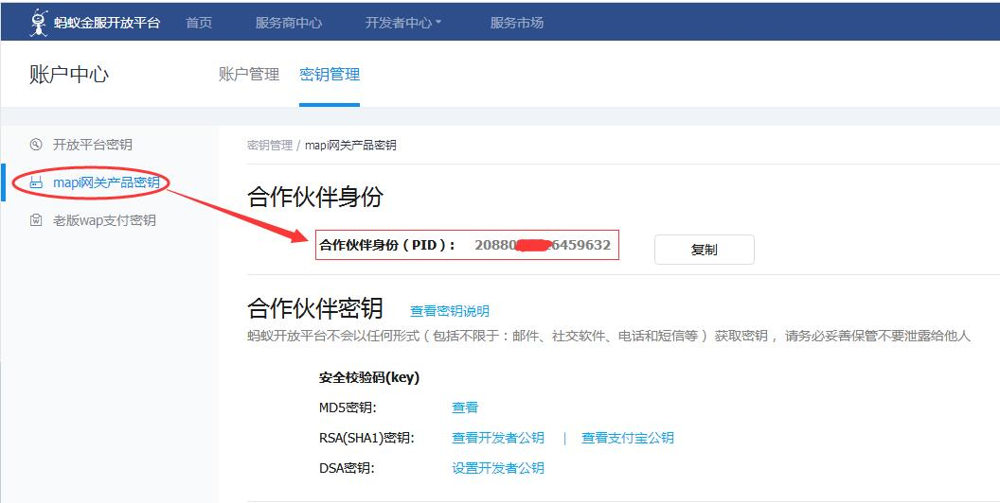 蚂蚁金服开放平台 首页 服务商中心 开发者中心 服务市场
账户中心 账户管理 密钥管理
开放平台密钥
mapi网关产品密钥
老版wap支付密钥
密钥管理 / mapi网关产品密钥
合作伙伴身份
合作伙伴身份（PID）： 20880 6459632 复制
合作伙伴密钥 查看密钥说明
蚂蚁开放平台不会以任何形式（包括不限于：邮件、社交软件、电话和短信等）获取密钥，请务必妥善保管不要泄露给他人
安全校验码(key)
MD5密钥: 查看
RSA(SHA1)密钥: 查看开发者公钥 | 查看支付宝公钥
DSA密钥: 设置开发者公钥